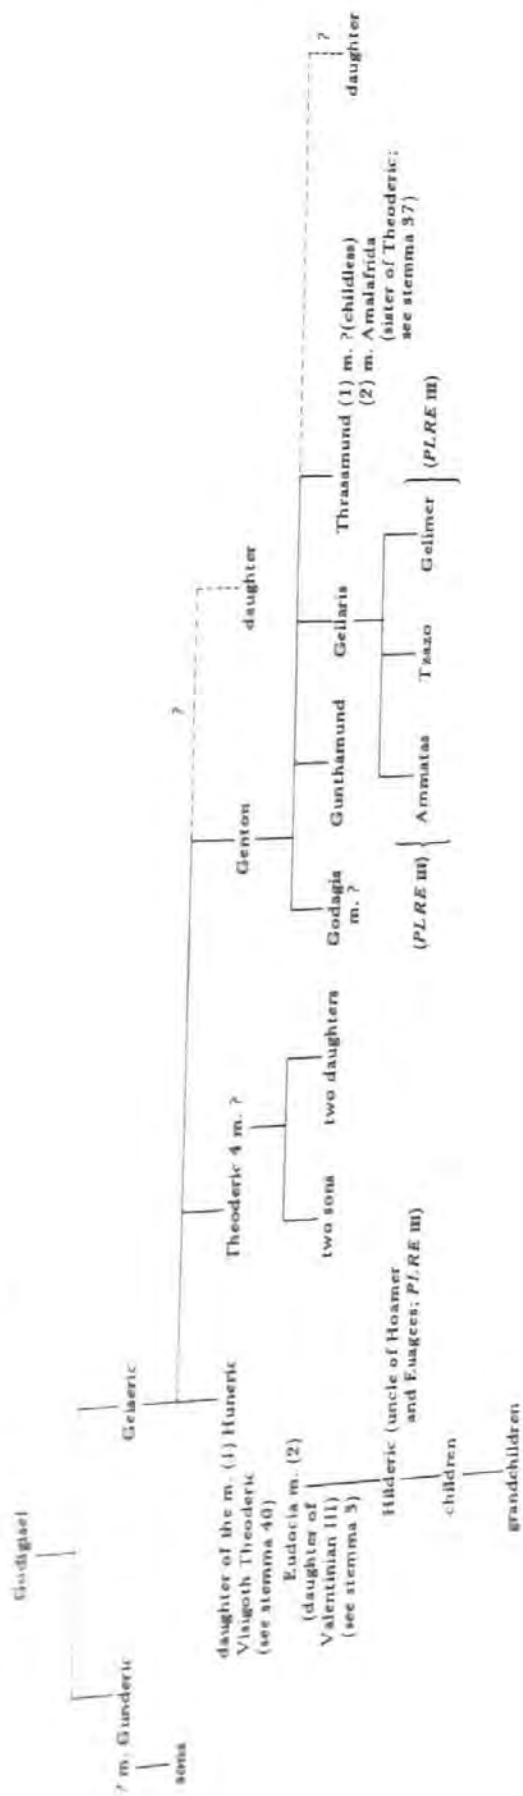 Godigisel
? m. Gunderic
sons
Geiseric
daughter of the m. (1) Huneric
Visigoth Theoderic
(see stemma 40)
Eudocia m. (2)
(daughter of
Valentinian III)
(see stemma 3)
Hilderic (uncle of Hoamer
and Euagees; PLRE III)
children
grandchildren
Theoderic 4 m. ?
two sons
two daughters
Genton
?
daughter
Godagis
m. ?
Gunthamund
Geilaris
Thrasamund (1) m. ?(childless)
(2) m. Amalafrida
(sister of Theoderic;
see stemma 37)
?
daughter
(PLRE III)
Ammatas
Tzazo
Gelimer
(PLRE III)